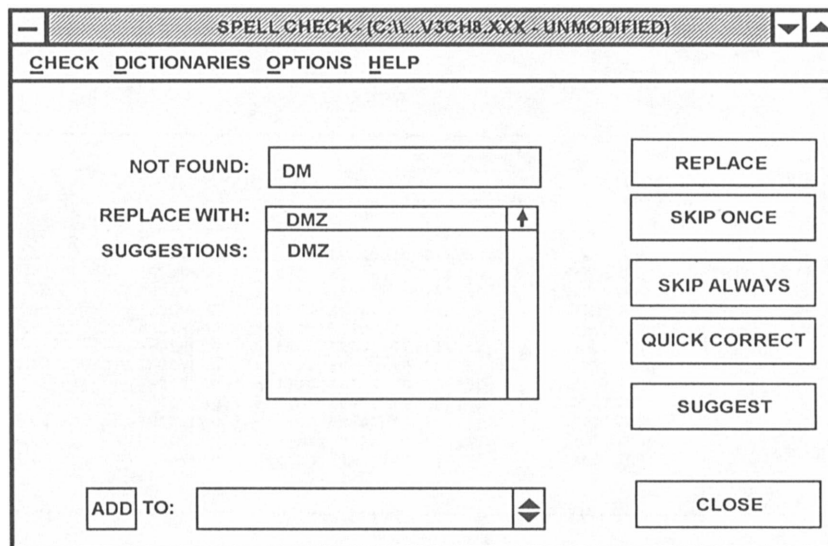 SPELL CHECK - (C:\\...V3CH8.XXX - UNMODIFIED)
CHECK DICTIONARIES OPTIONS HELP
NOT FOUND: DM
REPLACE WITH: DMZ
SUGGESTIONS: DMZ
REPLACE
SKIP ONCE
SKIP ALWAYS
QUICK CORRECT
SUGGEST
ADD TO:
CLOSE